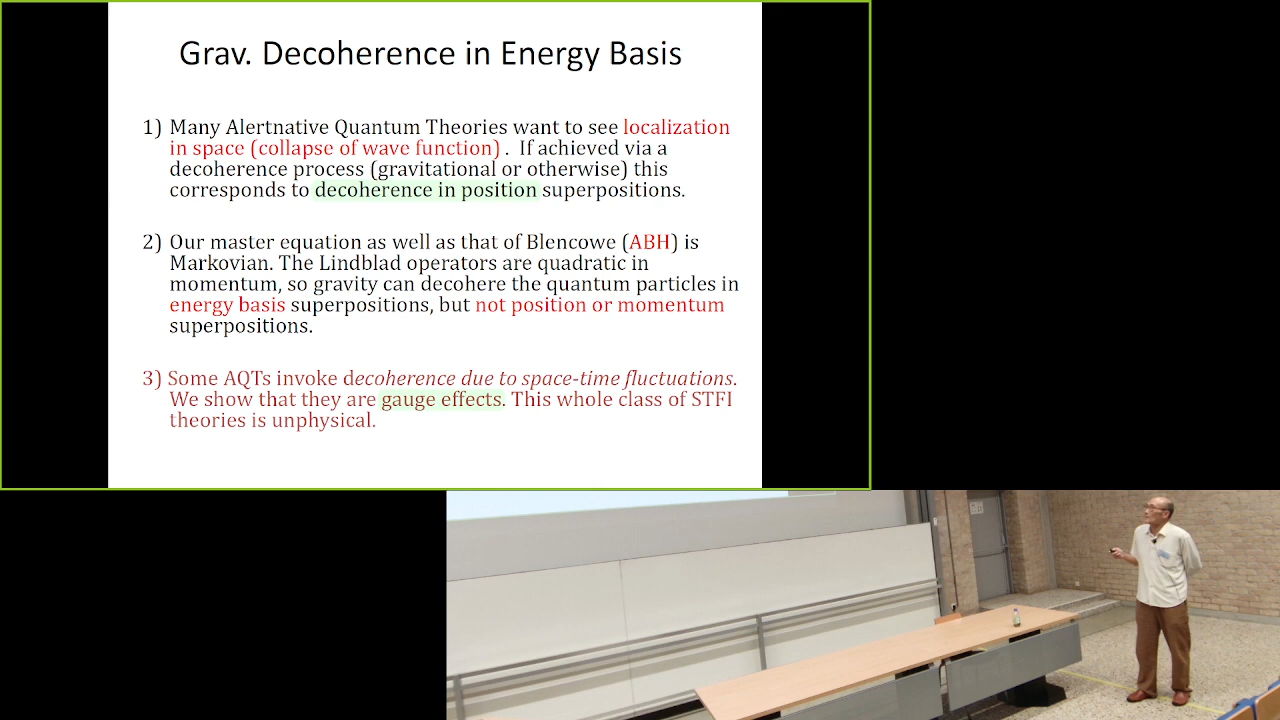 Grav. Decoherence in Energy Basis
1) Many Alertnative Quantum Theories want to see localization
in space (collapse of wave function) . If achieved via a
decoherence process (gravitational or otherwise) this
corresponds to decoherence in position superpositions.
2) Our master equation as well as that of Blencowe (ABH) is
Markovian. The Lindblad operators are quadratic in
momentum, so gravity can decohere the quantum particles in
energy basis superpositions, but not position or momentum
superpositions.
3) Some AQTs invoke decoherence due to space-time fluctuations.
We show that they are gauge effects. This whole class of STFI
theories is unphysical.